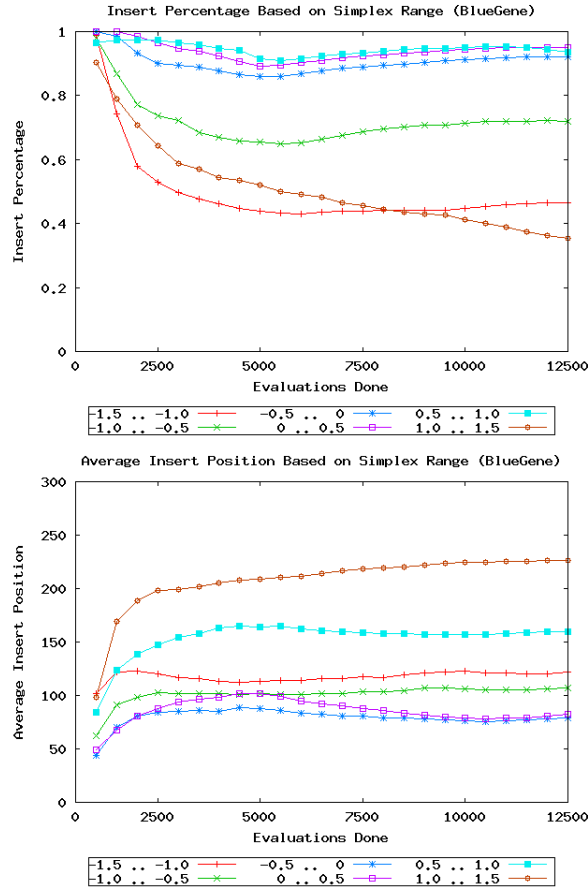 Insert Percentage Based on Simplex Range (BlueGene)
1
0.8
0.6
0.4
0.2
0
Insert Percentage
0 2500 5000 7500 10000 12500
Evaluations Done
-1.5 .. -1.0 -0.5 .. 0 0.5 .. 1.0
-1.0 .. -0.5 0 .. 0.5 1.0 .. 1.5
Average Insert Position Based on Simplex Range (BlueGene)
300
250
200
150
100
50
0
Average Insert Position
0 2500 5000 7500 10000 12500
Evaluations Done
-1.5 .. -1.0 -0.5 .. 0 0.5 .. 1.0
-1.0 .. -0.5 0 .. 0.5 1.0 .. 1.5